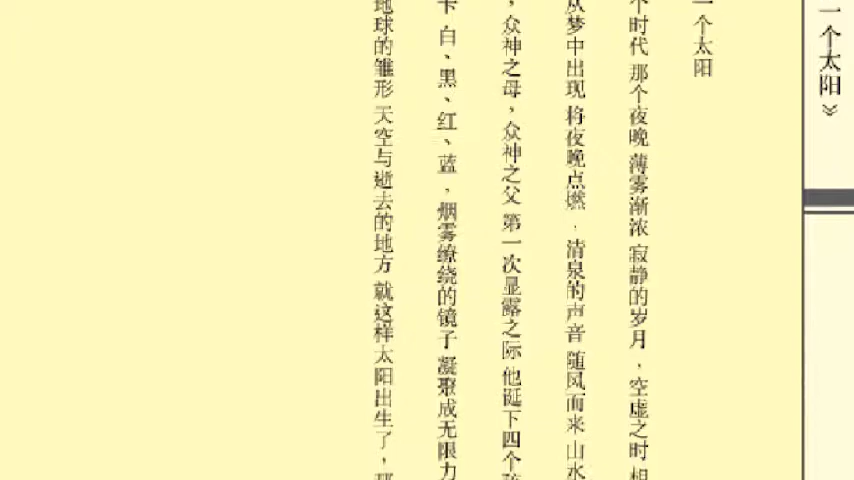 一个太阳》
一个太阳
个时代 那个夜晚 薄雾渐浓 寂静的岁月，空虚之时
从梦中出现 将夜晚点燃，清泉的声音 随风而来 山水
，众神之母，众神之父 第一次显露之际 他诞下四个
卡，白、黑、红、蓝，烟雾缭绕的镜子 凝聚成无限力
地球的雏形 天空与逝去的地方 就这样太阳出生了，